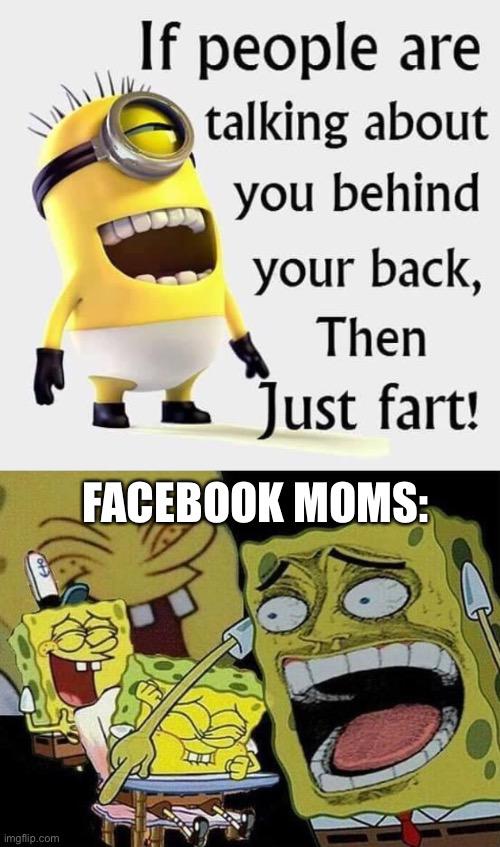 If people are
talking about
you behind
your back,
Then
Just fart!
FACEBOOK MOMS:
imgflip.com